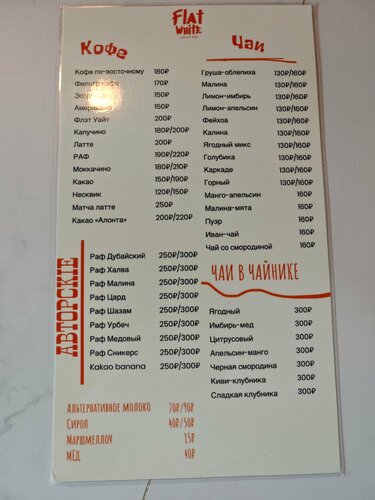 Flat
white
Кофе
Кофе по-восточному 180₽
Фильтр кофе 170₽
Эспрессо 150₽
Американо 150₽
Флэт Уайт 200₽
Капучино 180₽/200₽
Латте 200₽
РАФ 190₽/220₽
Моккачино 180₽/210₽
Какао 150₽/190₽
Несквик 120₽/150₽
Матча латте 250₽
Какао «Алонта» 200₽/220₽
Чаи
Груша-облепиха 130₽/160₽
Малина 130₽/160₽
Лимон-имбирь 130₽/160₽
Лимон-апельсин 130₽/160₽
Фейхоа 130₽/160₽
Калина 130₽/160₽
Ягодный микс 130₽/160₽
Голубика 130₽/160₽
Каркаде 130₽/160₽
Горный 130₽/160₽
Манго-апельсин 160₽
Малина-мята 160₽
Пуэр 160₽
Иван-чай 160₽
Чай со смородиной 160₽
АВТОРСКІЕ
Раф Дубайский 250₽/300₽
Раф Халва 250₽/300₽
Раф Малина 250₽/300₽
Раф Цард 250₽/300₽
Раф Шазам 250₽/300₽
Раф Урбеч 250₽/300₽
Раф Медовый 250₽/300₽
Раф Сникерс 250₽/300₽
Kakao banana 250₽/300₽
ЧАИ В ЧАЙНИКЕ
Ягодный 300₽
Имбирь-мед 300₽
Цитрусовый 300₽
Апельсин-манго 300₽
Черная смородина 300₽
Киви-клубника 300₽
Сладкая клубника 300₽
Альтернативное молоко 70₽/90₽
Сироп 40₽/50₽
Маршмеллоу 15₽
Мёд 40₽